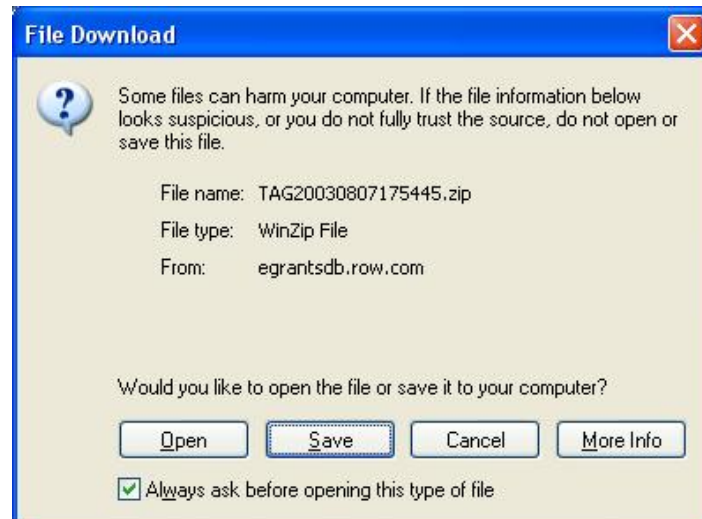 File Download
Some files can harm your computer. If the file information below
looks suspicious, or you do not fully trust the source, do not open or
save this file.
File name: TAG20030807175445.zip
File type: WinZip File
From: egrantsdb.row.com
Would you like to open the file or save it to your computer?
Open Save Cancel More Info
Always ask before opening this type of file